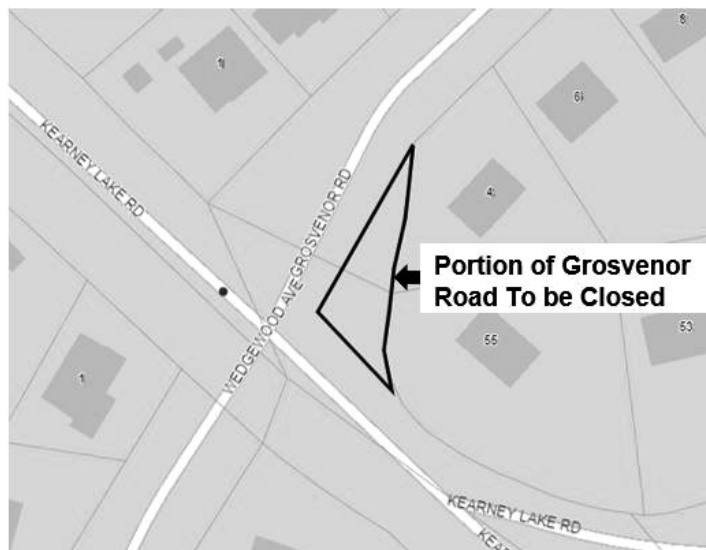 8
9
6
KEARNEY LAKE RD
GROSVENOR RD
4
WEDGEWOOD AVE
Portion of Grosvenor
Road To be Closed
55
53
1
KEARNEY LAKE RD